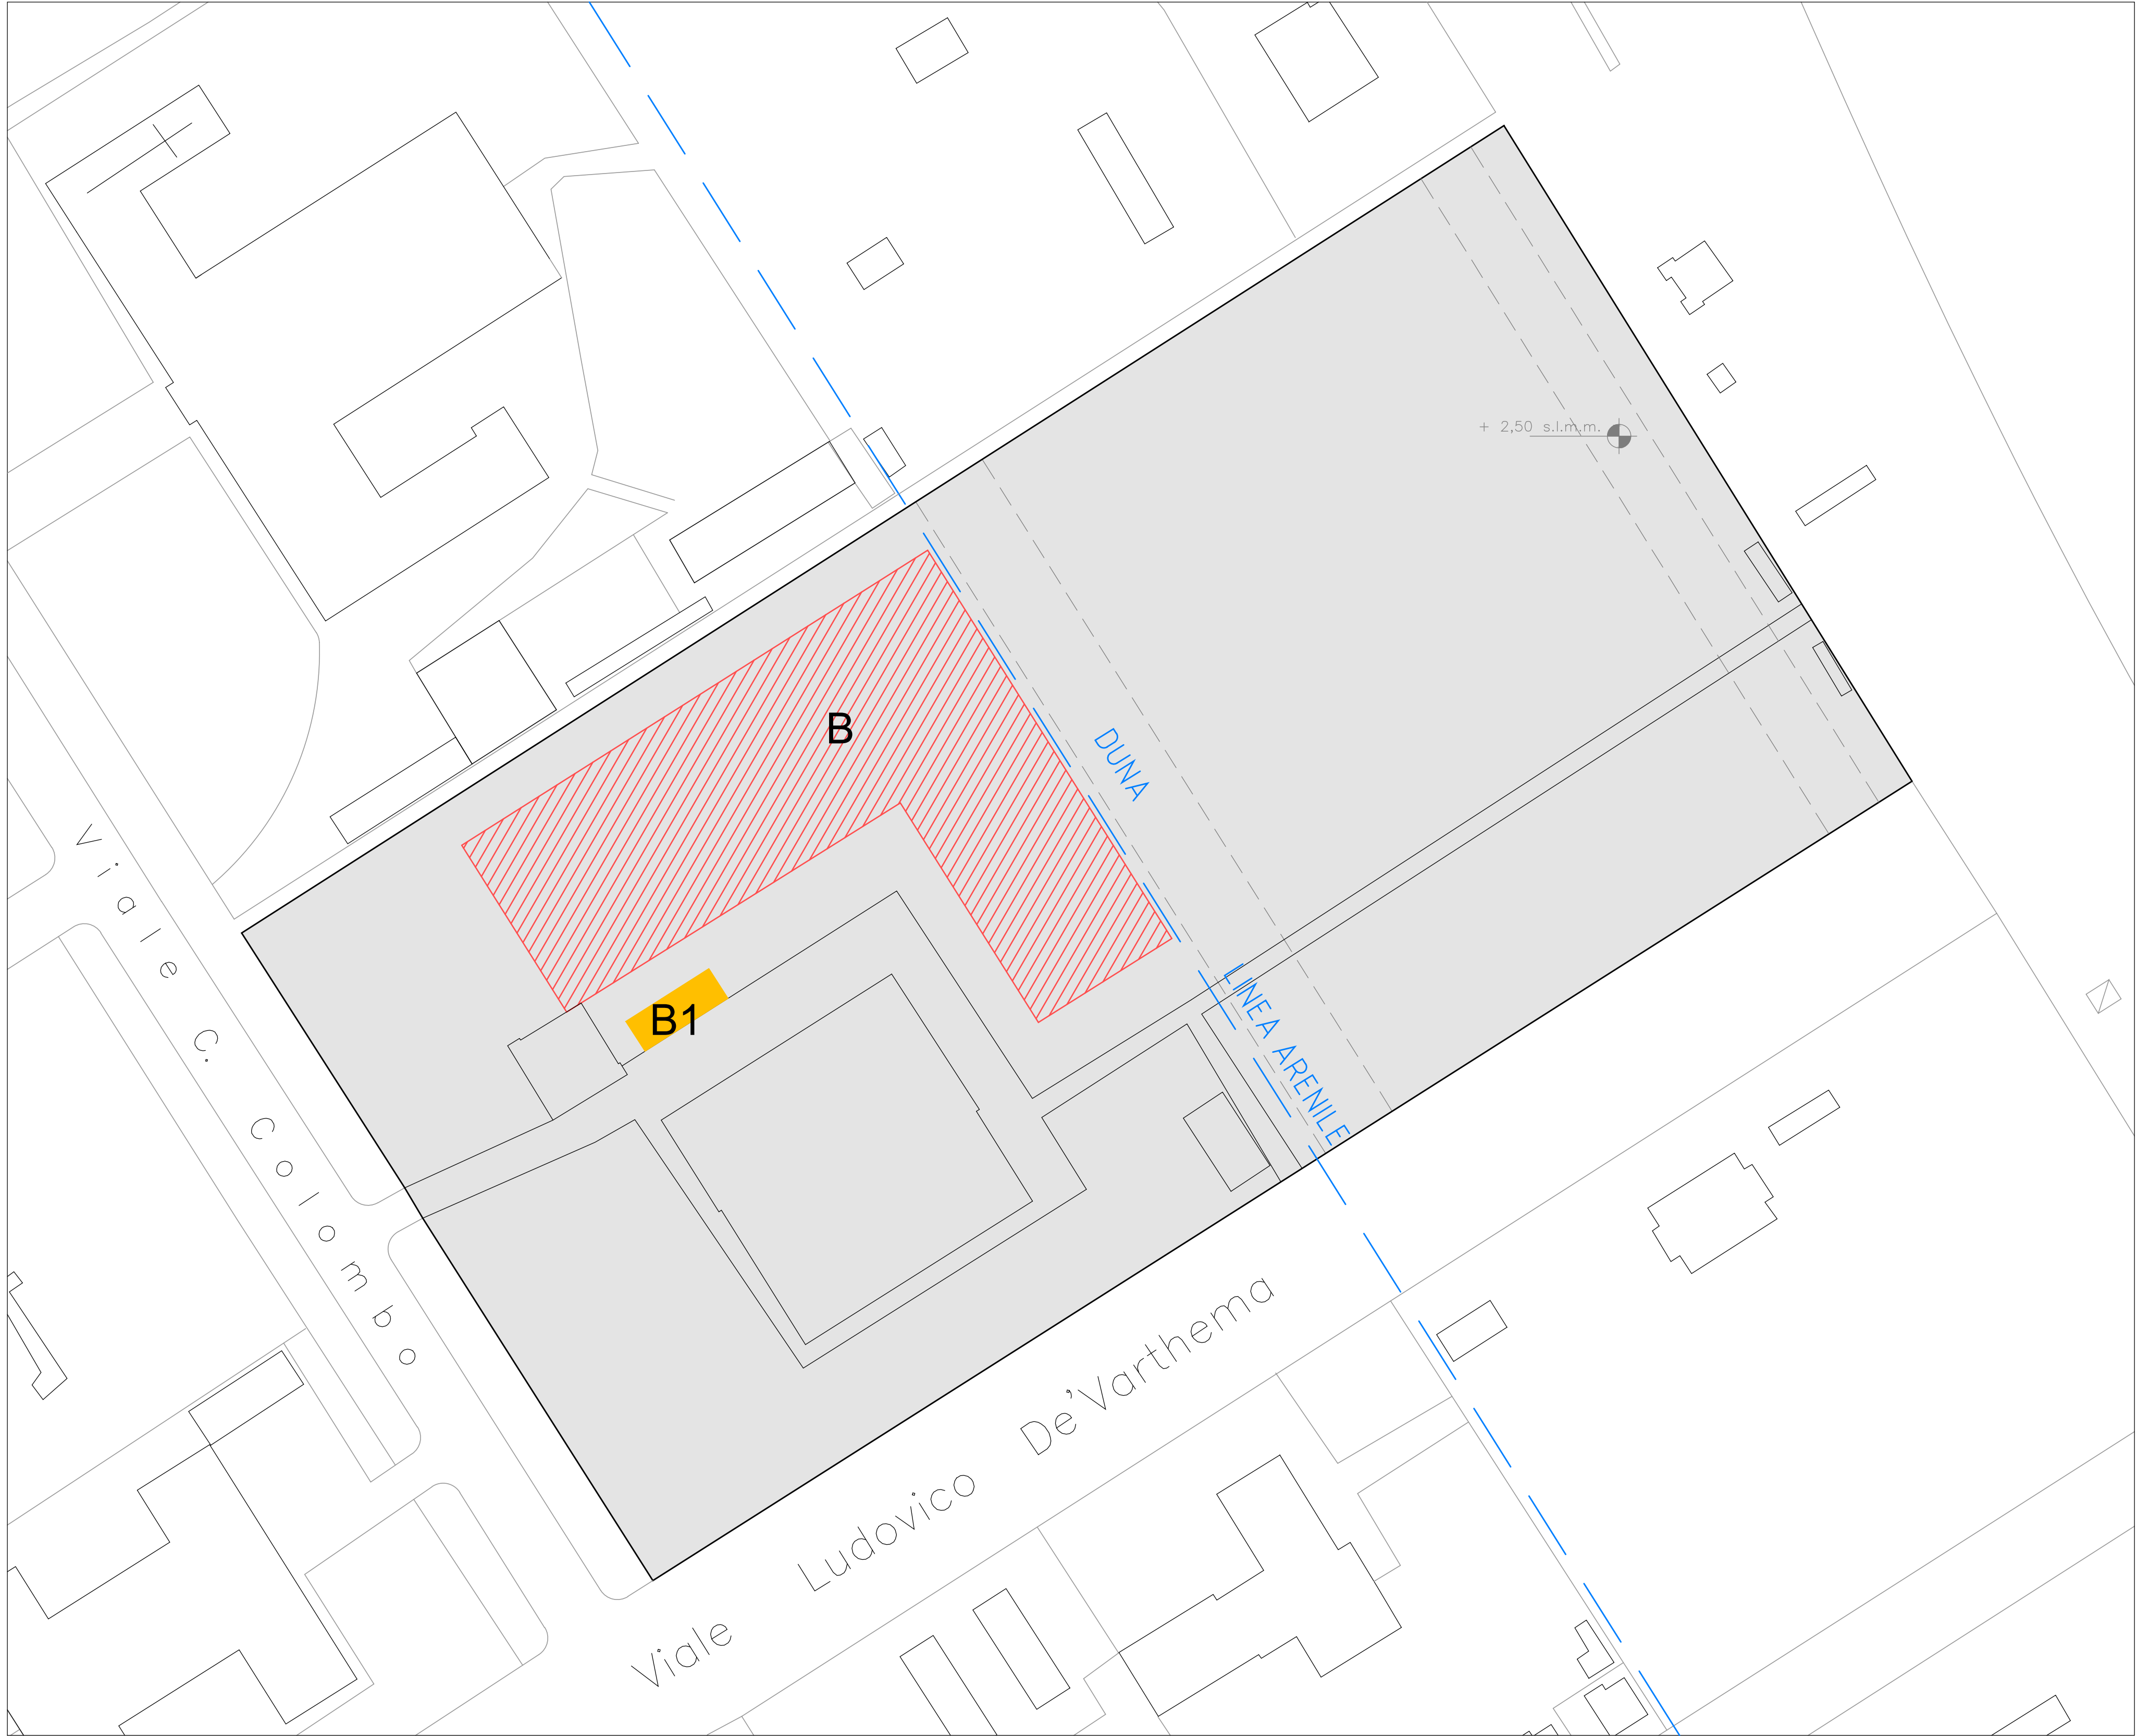 + 2,50 s.l.m.m.
B
DUNA
B1
LINEA ARENILE
Viale C. Colombo
Viale Ludovico De'Varthema